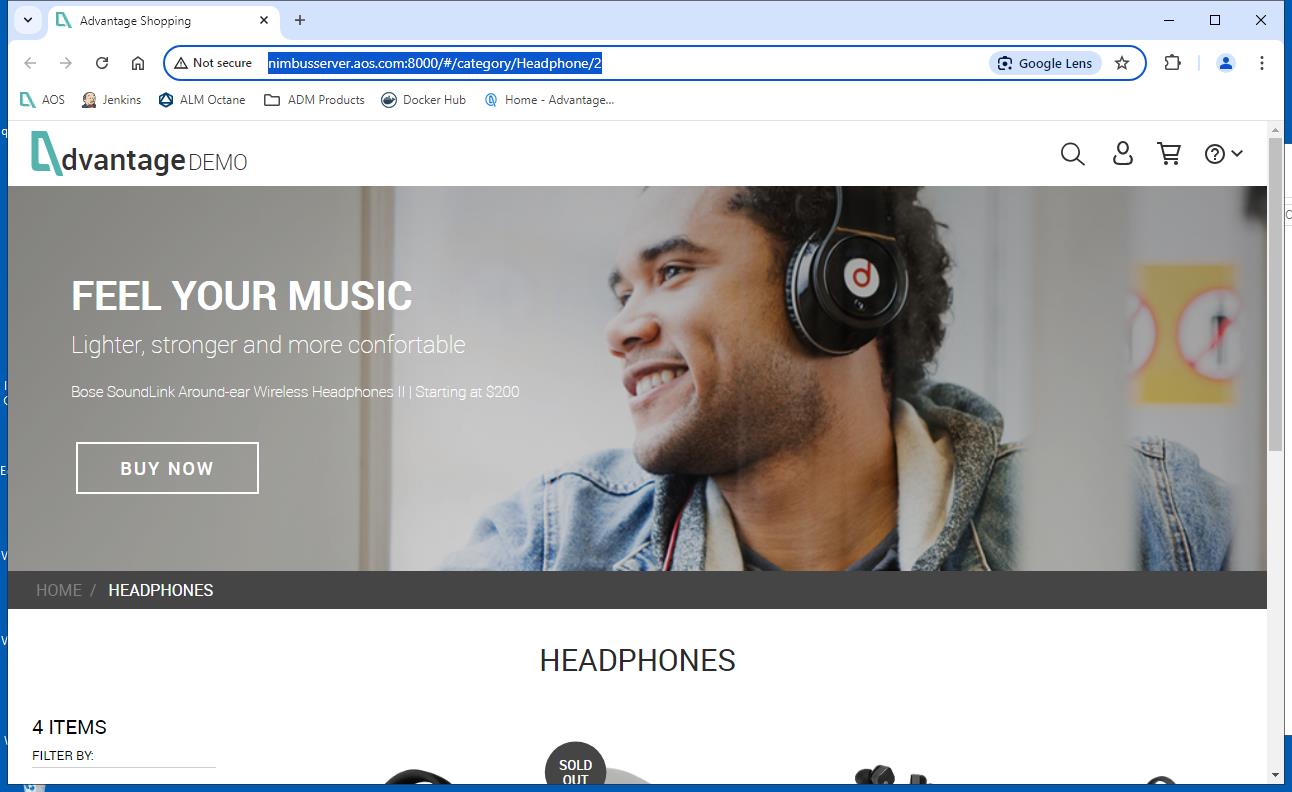 Advantage Shopping
Not secure
nimbusserver.aos.com:8000/#/category/Headphone/2
Google Lens
AOS
Jenkins
ALM Octane
ADM Products
Docker Hub
Home - Advantage...
dvantage DEMO
FEEL YOUR MUSIC
Lighter, stronger and more confortable
Bose SoundLink Around-ear Wireless Headphones II | Starting at $200
BUY NOW
HOME / HEADPHONES
HEADPHONES
4 ITEMS
FILTER BY:
SOLD
OUT